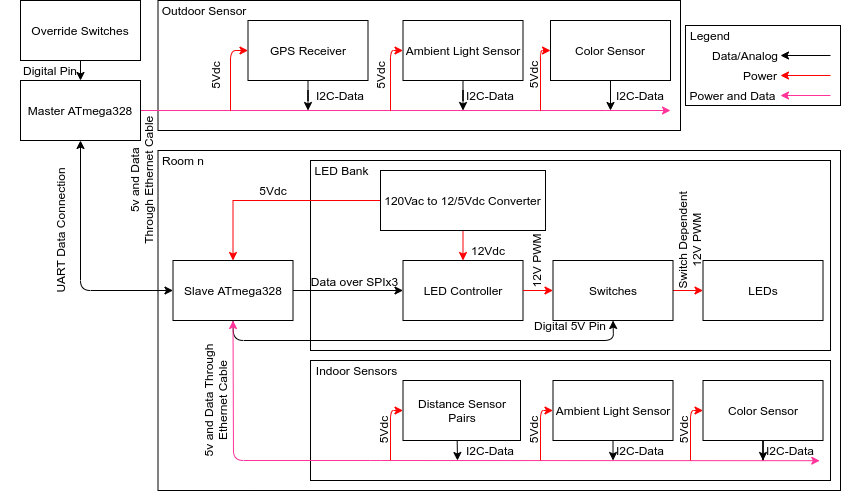 Override Switches
Digital Pin
Master ATmega328
Outdoor Sensor
GPS Receiver
Ambient Light Sensor
Color Sensor
5Vdc
5Vdc
5Vdc
I2C-Data
I2C-Data
I2C-Data
Legend
Data/Analog
Power
Power and Data
5v and Data
Through Ethernet Cable
UART Data Connection
Room n
LED Bank
120Vac to 12/5Vdc Converter
5Vdc
12Vdc
Slave ATmega328
Data over SPIx3
LED Controller
12V PWM
Switches
Switch Dependent
12V PWM
LEDs
Digital 5V Pin
5v and Data Through
Ethernet Cable
Indoor Sensors
Distance Sensor
Pairs
Ambient Light Sensor
Color Sensor
5Vdc
5Vdc
5Vdc
I2C-Data
I2C-Data
I2C-Data